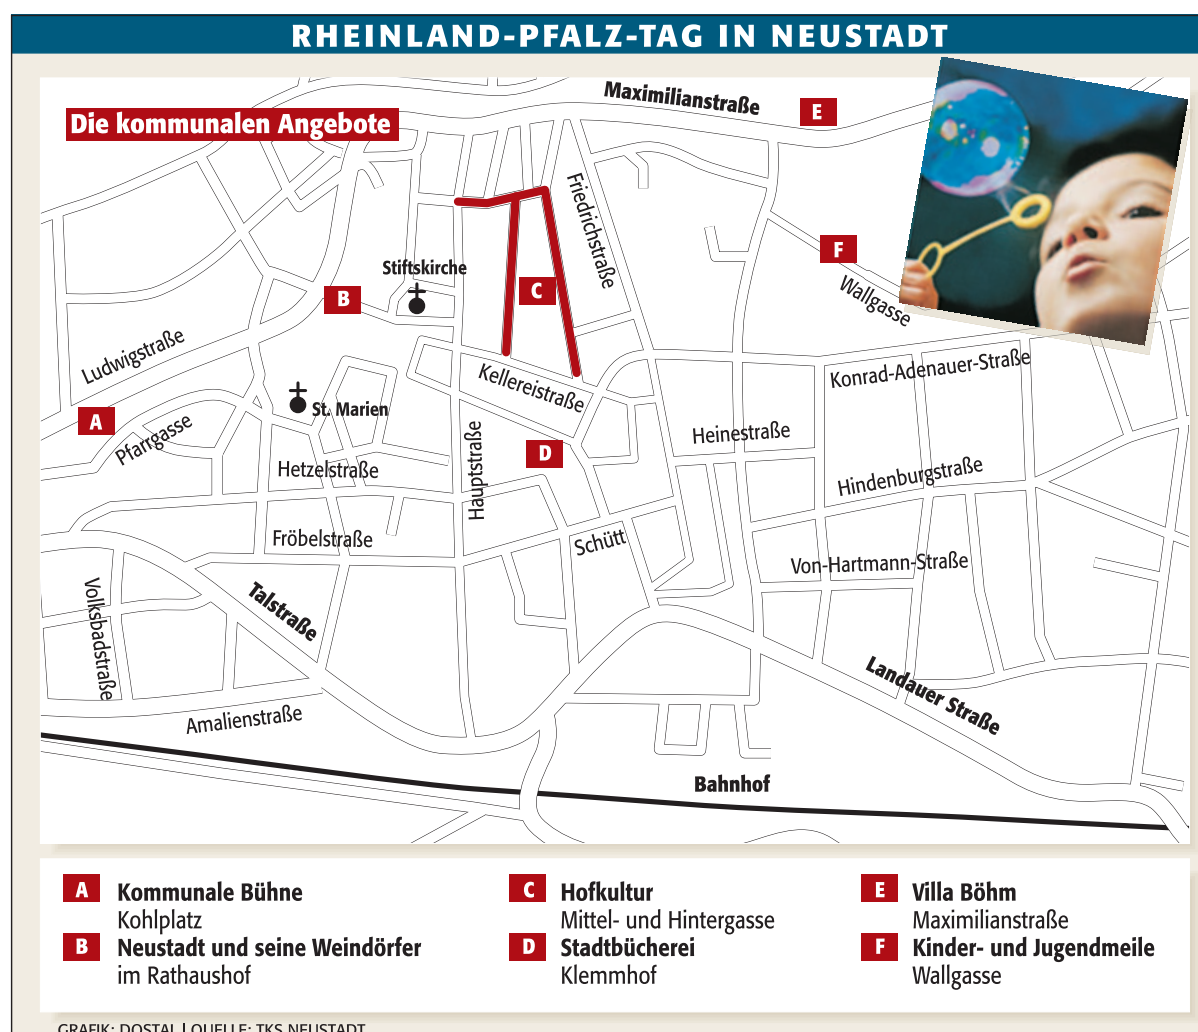 RHEINLAND-PFALZ-TAG IN NEUSTADT
Die kommunalen Angebote
Maximilianstraße
E
Friedrichstraße
F
Wallgasse
Stiftskirche
B
C
Ludwigstraße
Kellereistraße
Konrad-Adenauer-Straße
A
St. Marien
Pfarrgasse
Heinestraße
D
Hauptstraße
Hetzelstraße
Hindenburgstraße
Fröbelstraße
Schütt
Von-Hartmann-Straße
Volksbadstraße
Talstraße
Landauer Straße
Amalienstraße
Bahnhof
A Kommunale Bühne
Kohlplatz
B Neustadt und seine Weindörfer
im Rathaushof
C Hofkultur
Mittel- und Hintergasse
D Stadtbücherei
Klemmhof
E Villa Böhm
Maximilianstraße
F Kinder- und Jugendmeile
Wallgasse
GRAFIK: DOSTAL | QUELLE: TKS NEUSTADT